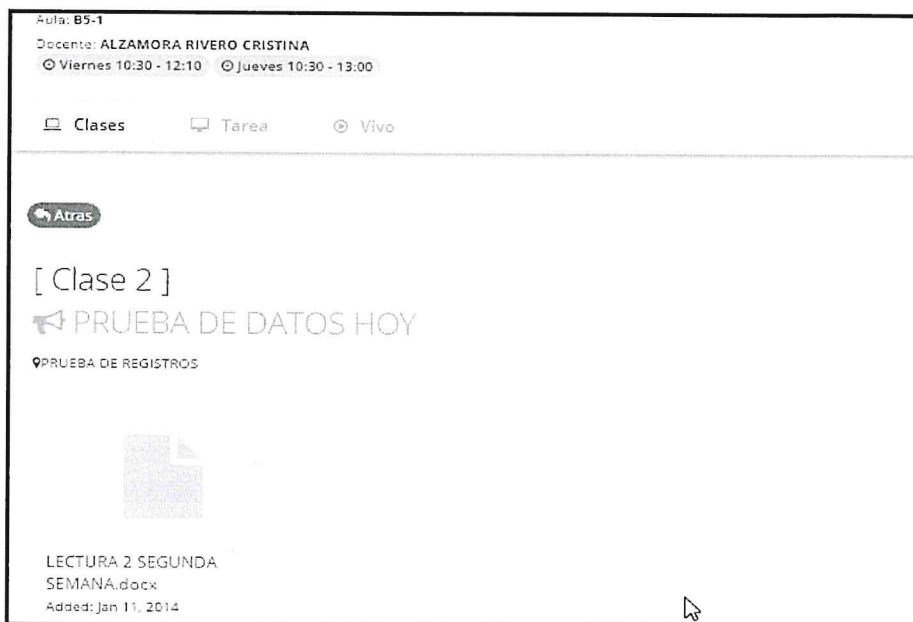 Aula: B5-1
Docente: ALZAMORA RIVERO CRISTINA
Viernes 10:30 - 12:10 Jueves 10:30 - 13:00
Clases Tarea Vivo
Atras
[ Clase 2 ]
PRUEBA DE DATOS HOY
PRUEBA DE REGISTROS
LECTURA 2 SEGUNDA
SEMANA.docx
Added: Jan 11, 2014